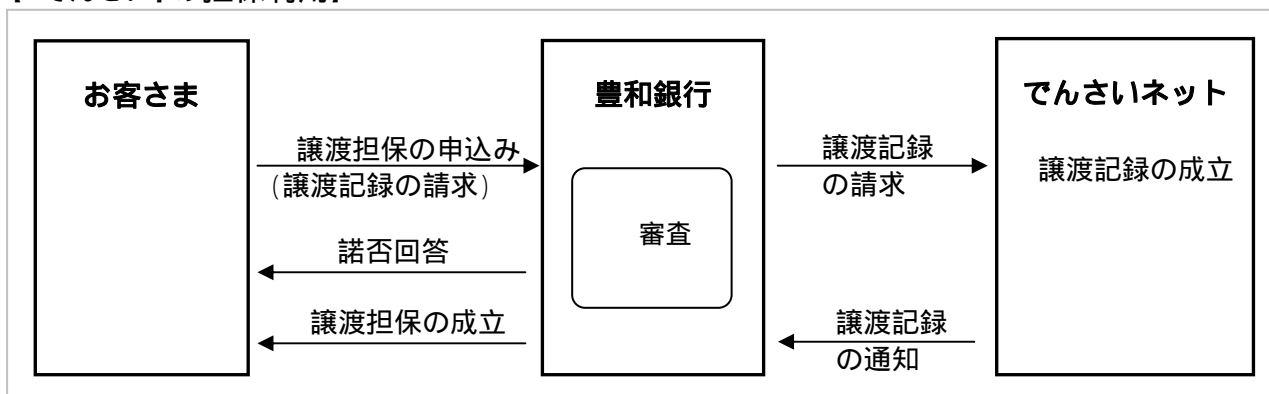 お客さま
豊和銀行
でんさいネット
譲渡担保の申込み
(譲渡記録の請求)
譲渡記録
の請求
譲渡記録の成立
審査
諾否回答
譲渡担保の成立
譲渡記録
の通知